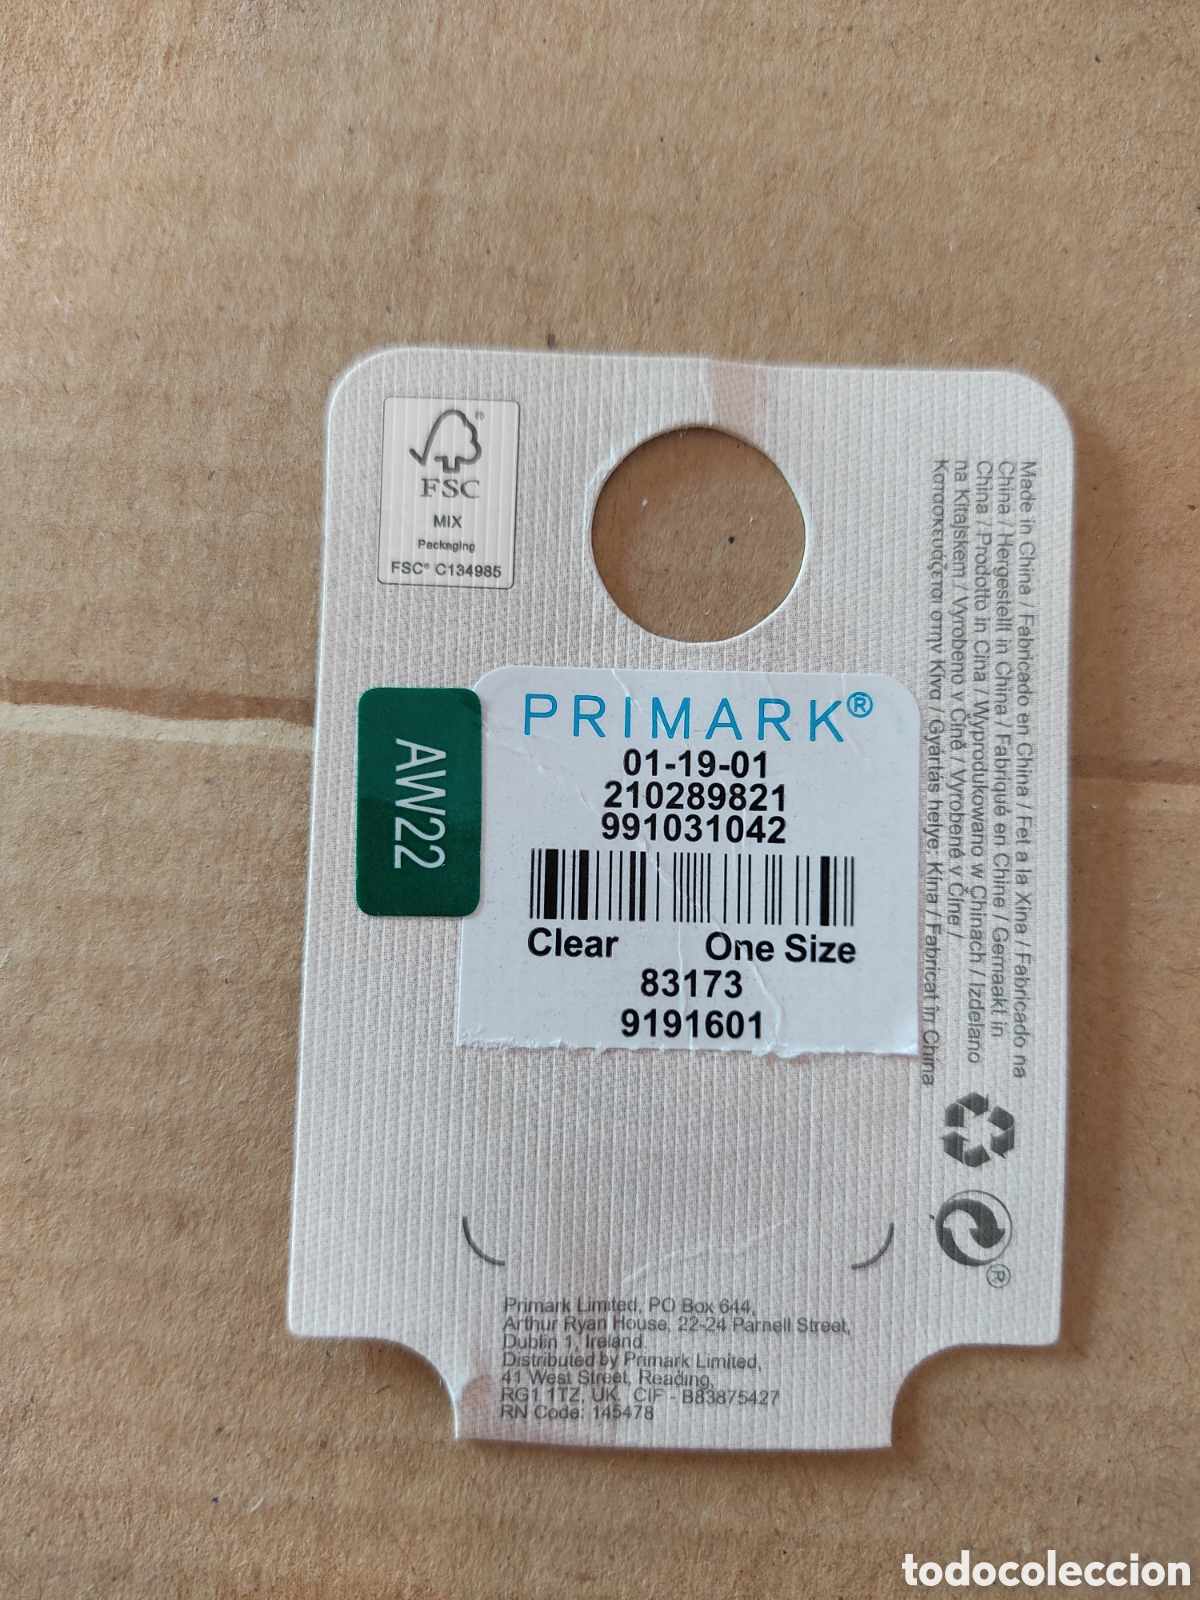 FSC®
MIX
Packaging
FSC® C134985
AW22
PRIMARK®
01-19-01
210289821
991031042
Clear One Size
83173
9191601
Made in China / Fabricado en China / Fet a la Xina / Fabricado na
China / Hergestellt in China / Fabriqué en Chine / Gemaakt in
China / Prodotto in Cina / Wyprodukowano w Chinach / Izdelano
na Kitajskem / Vyrobeno v Číně / Vyrobené v Číne /
Κατασκευάζεται στην Κίνα / Gyártás helye: Kína / Fabricat în China
®
Primark Limited, PO Box 644,
Arthur Ryan House, 22-24 Parnell Street,
Dublin 1, Ireland.
Distributed by Primark Limited,
41 West Street, Reading,
RG1 1TZ, UK. CIF - B83875427
RN Code: 145478
todocoleccion